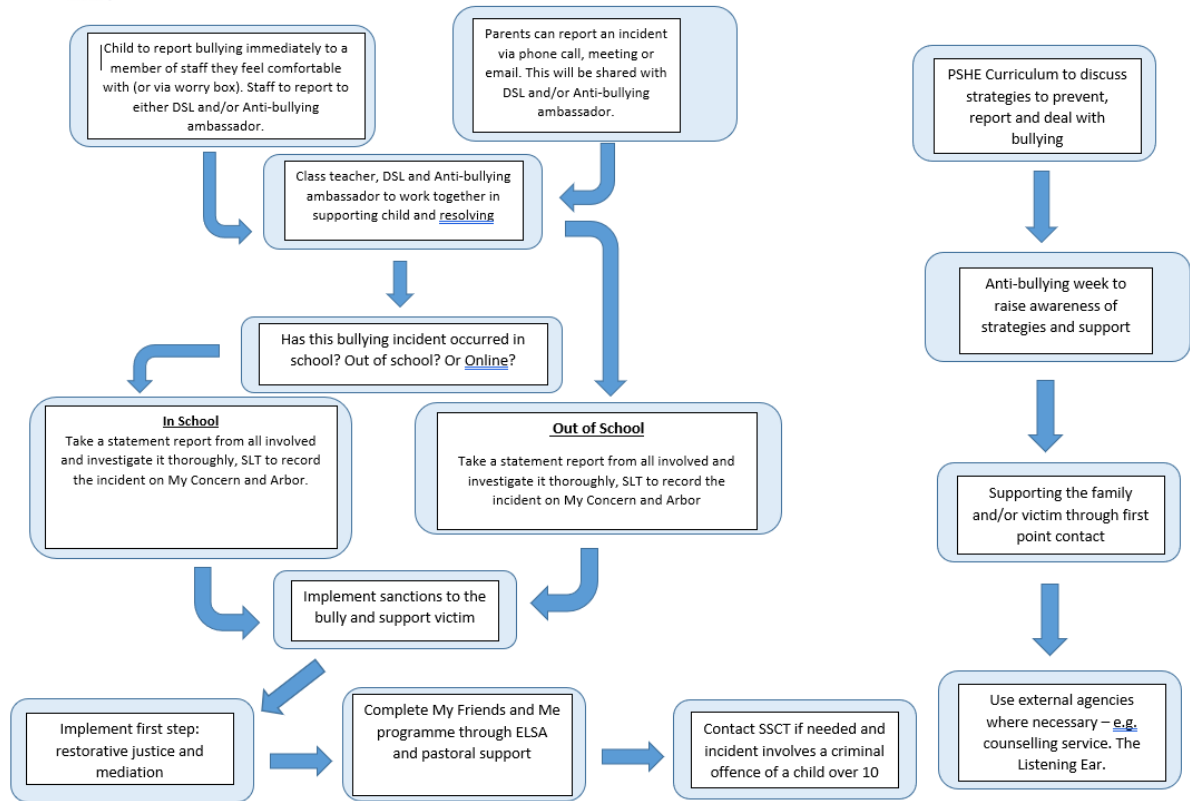 Child to report bullying immediately to a
member of staff they feel comfortable
with (or via worry box). Staff to report to
either DSL and/or Anti-bullying
ambassador.
Parents can report an incident
via phone call, meeting or
email. This will be shared with
DSL and/or Anti-bullying
ambassador.
Class teacher, DSL and Anti-bullying
ambassador to work together in
supporting child and resolving
Has this bullying incident occurred in
school? Out of school? Or Online?
In School
Take a statement report from all involved
and investigate it thoroughly, SLT to record
the incident on My Concern and Arbor.
Out of School
Take a statement report from all involved and
investigate it thoroughly, SLT to record the
incident on My Concern and Arbor
Implement sanctions to the
bully and support victim
Implement first step:
restorative justice and
mediation
Complete My Friends and Me
programme through ELSA
and pastoral support
Contact SSCT if needed and
incident involves a criminal
offence of a child over 10
PSHE Curriculum to discuss
strategies to prevent,
report and deal with
bullying
Anti-bullying week to
raise awareness of
strategies and support
Supporting the family
and/or victim through first
point contact
Use external agencies
where necessary – e.g.
counselling service. The
Listening Ear.